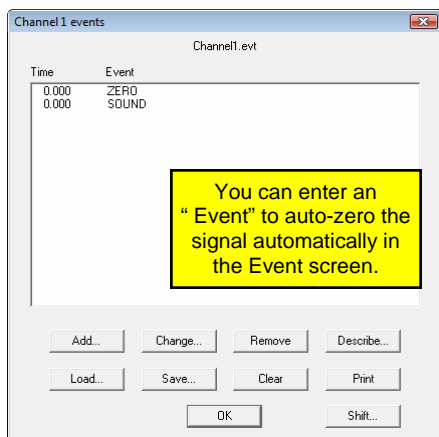 Channel 1 events
Channel1.evt
Time Event
0.000 ZERO
0.000 SOUND
You can enter an
“ Event” to auto-zero the
signal automatically in
the Event screen.
Add... Change... Remove Describe...
Load... Save... Clear Print
OK Shift...